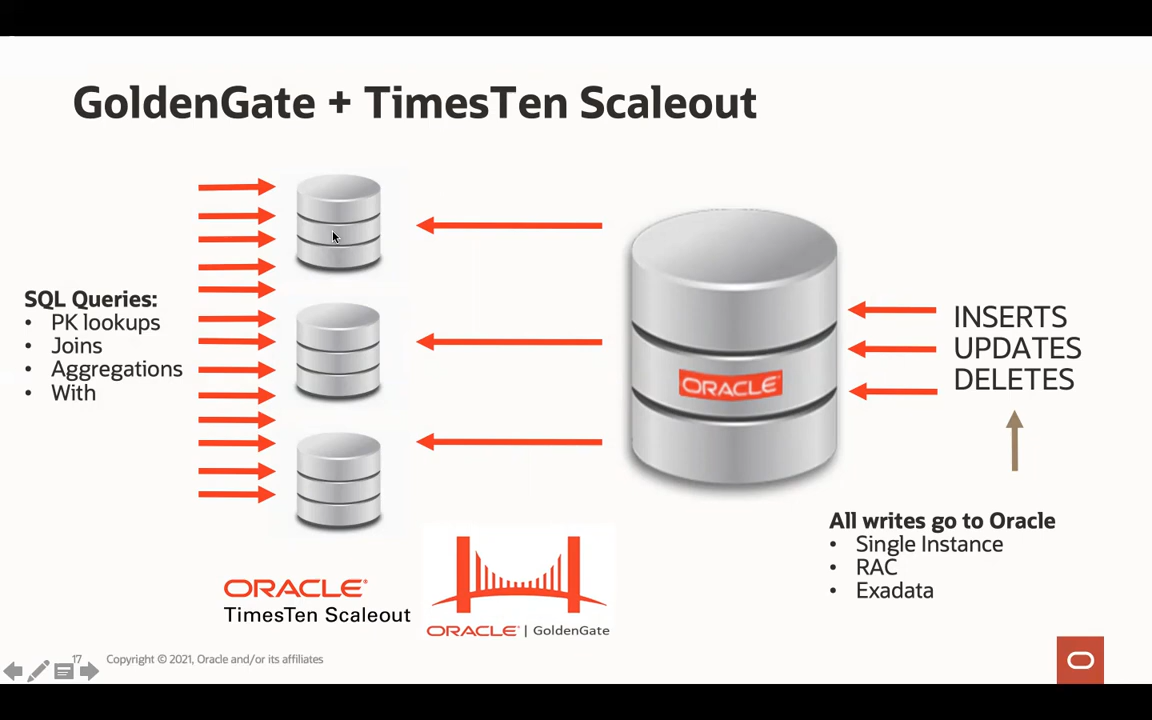 GoldenGate + TimesTen Scaleout
SQL Queries:
• PK lookups
• Joins
• Aggregations
• With
ORACLE®
INSERTS
UPDATES
DELETES
All writes go to Oracle
• Single Instance
• RAC
• Exadata
ORACLE®
TimesTen Scaleout
ORACLE® | GoldenGate
17 Copyright © 2021, Oracle and/or its affiliates